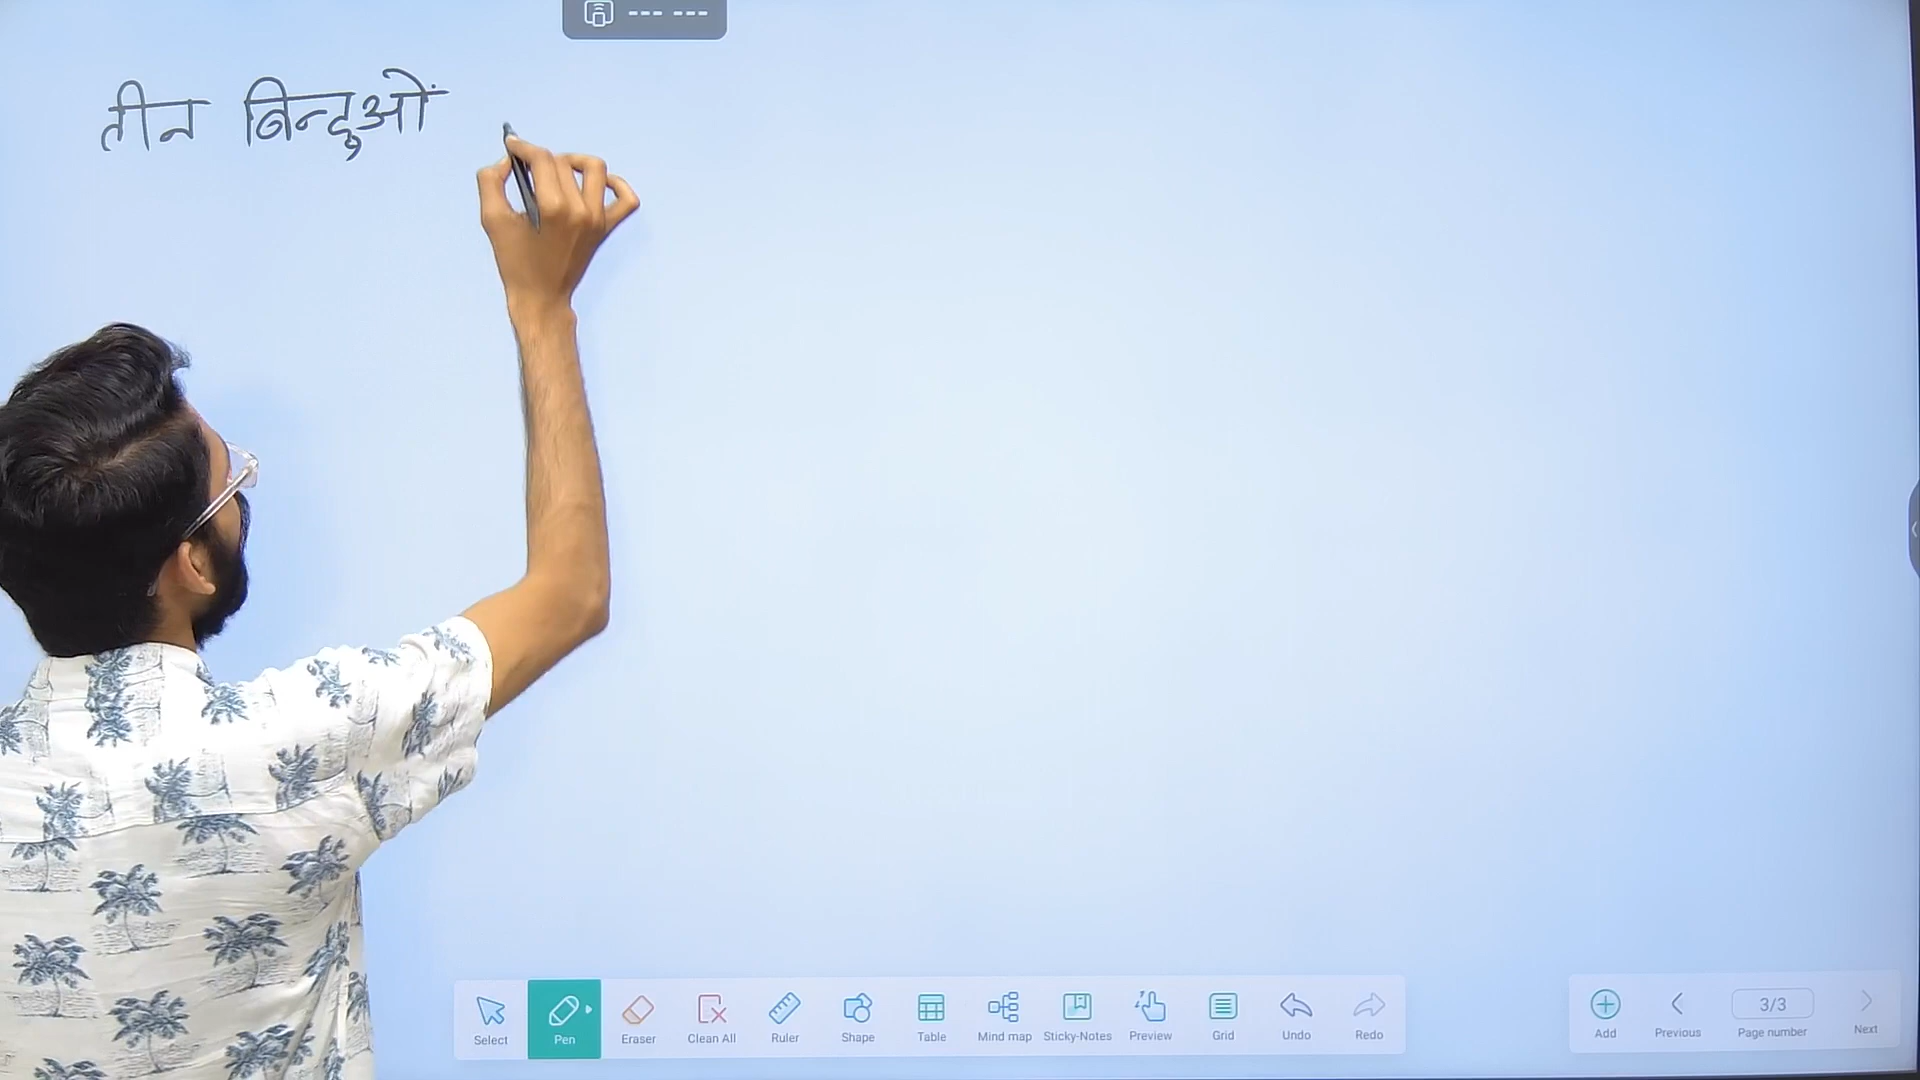 --- ---
तीन बिन्दुओं
Select Pen Eraser Clean All Ruler Shape Table Mind map Sticky-Notes Preview Grid Undo Redo
Add Previous 3/3 Page number Next